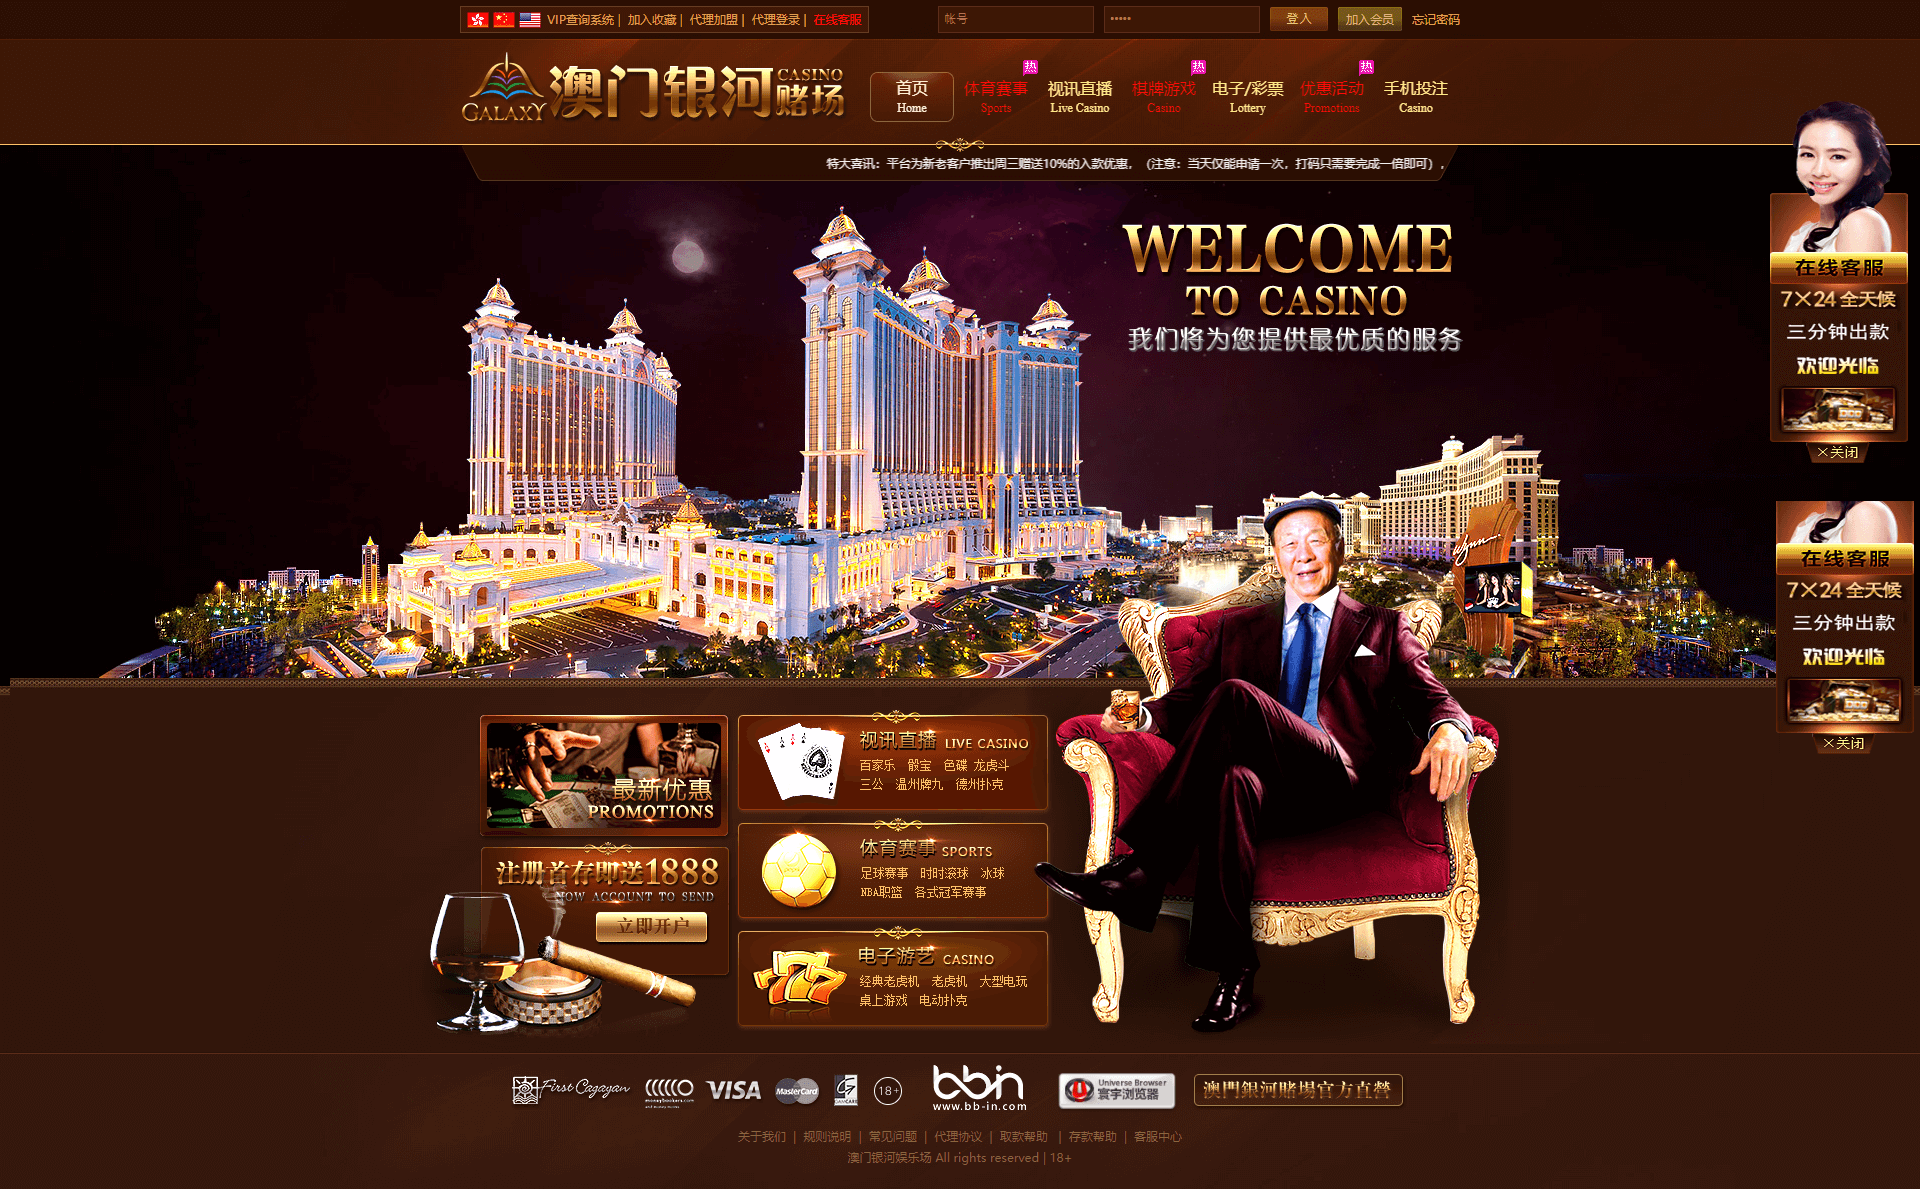 VIP查询系统 | 加入收藏 | 代理加盟 | 代理登录 | 在线客服
帐号
•••••
登入
加入会员
忘记密码
GALAXY 澳门银河 CASINO 赌场
首页
Home
体育赛事
Sports
热
视讯直播
Live Casino
棋牌游戏
Casino
热
电子/彩票
Lottery
优惠活动
Promotions
热
手机投注
Casino
特大喜讯：平台为新老客户推出周三赠送10%的入款优惠，（注意：当天仅能申请一次，打码只需要完成一倍即可），
WELCOME
TO CASINO
我们将为您提供最优质的服务
在线客服
7×24 全天候
三分钟出款
欢迎光临
×关闭
在线客服
7×24 全天候
三分钟出款
欢迎光临
×关闭
wynn
最新优惠
PROMOTIONS
注册首存即送1888
NOW ACCOUNT TO SEND
立即开户
视讯直播 LIVE CASINO
百家乐 骰宝 色碟 龙虎斗
三公 温州牌九 德州扑克
体育赛事 SPORTS
足球赛事 时时滚球 冰球
NBA职篮 各式冠军赛事
电子游艺 CASINO
经典老虎机 老虎机 大型电玩
桌上游戏 电动扑克
First Cagayan
moneybookers.com
and money moves
VISA
MasterCard
G
GAMCARE
18+
bbin
www.bb-in.com
Universe Browser
寰宇浏览器
澳門銀河賭場官方直營
关于我们 | 规则说明 | 常见问题 | 代理协议 | 取款帮助 | 存款帮助 | 客服中心
澳门银河娱乐场 All rights reserved | 18+